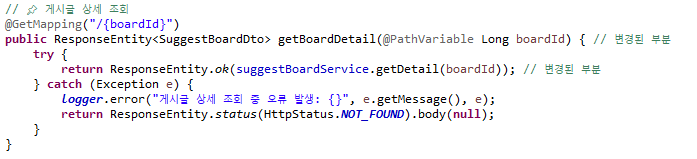 // 📌 게시글 상세 조회
@GetMapping("/{boardId}")
public ResponseEntity<SuggestBoardDto> getBoardDetail(@PathVariable Long boardId) { // 변경된 부분
    try {
        return ResponseEntity.ok(suggestBoardService.getDetail(boardId)); // 변경된 부분
    } catch (Exception e) {
        logger.error("게시글 상세 조회 중 오류 발생: {}", e.getMessage(), e);
        return ResponseEntity.status(HttpStatus.NOT_FOUND).body(null);
    }
}